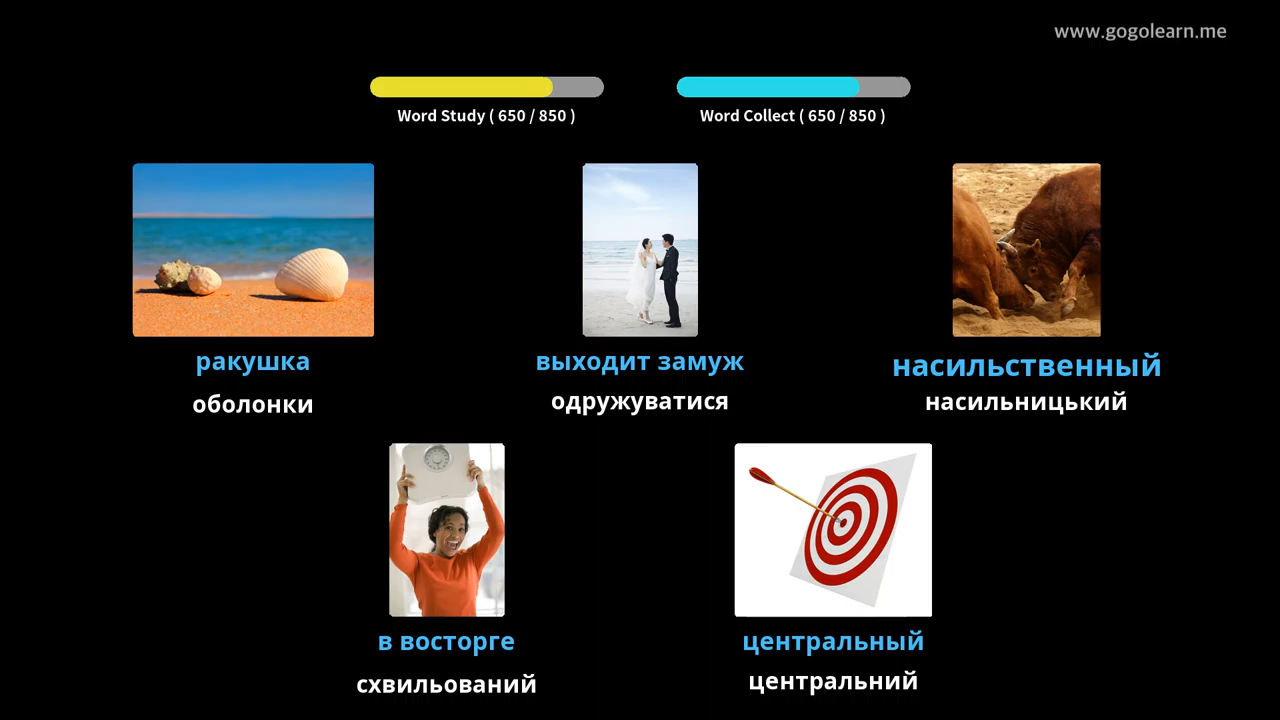 www.gogolearn.me
Word Study ( 650 / 850 )
Word Collect ( 650 / 850 )
ракушка
оболонки
выходит замуж
одружуватися
насильственный
насильницький
в восторге
схвильований
центральный
центральний